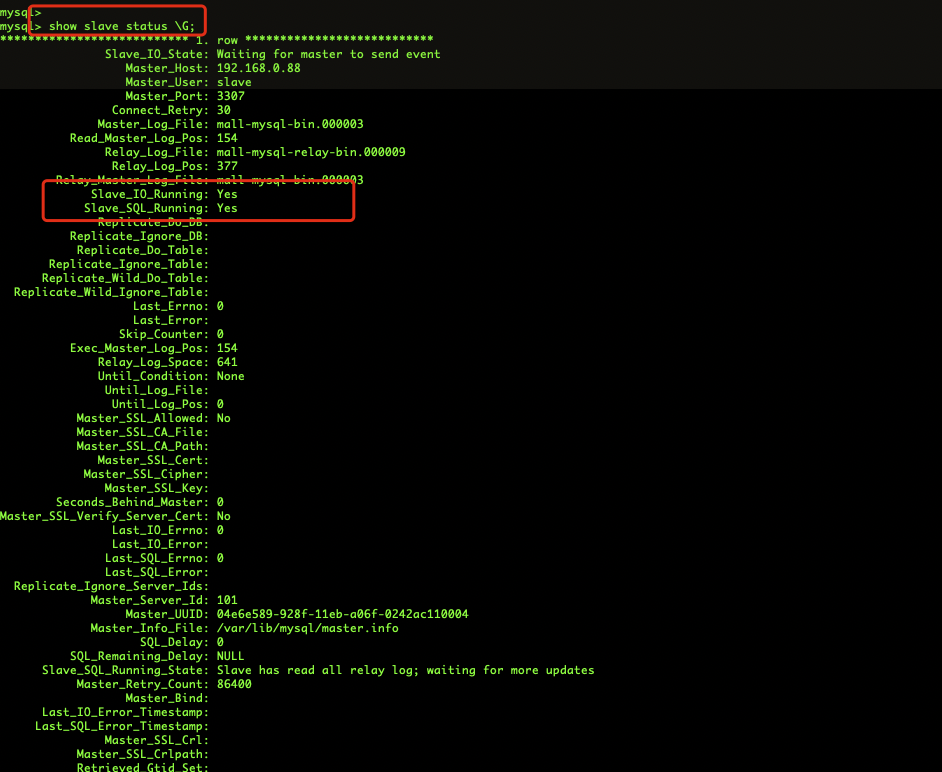 mysql>
mysql> show slave status \G;
*************************** 1. row ***************************
Slave_IO_State: Waiting for master to send event
Master_Host: 192.168.0.88
Master_User: slave
Master_Port: 3307
Connect_Retry: 30
Master_Log_File: mall-mysql-bin.000003
Read_Master_Log_Pos: 154
Relay_Log_File: mall-mysql-relay-bin.000009
Relay_Log_Pos: 377
Relay_Master_Log_File: mall-mysql-bin.000003
Slave_IO_Running: Yes
Slave_SQL_Running: Yes
Replicate_Do_DB:
Replicate_Ignore_DB:
Replicate_Do_Table:
Replicate_Ignore_Table:
Replicate_Wild_Do_Table:
Replicate_Wild_Ignore_Table:
Last_Errno: 0
Last_Error:
Skip_Counter: 0
Exec_Master_Log_Pos: 154
Relay_Log_Space: 641
Until_Condition: None
Until_Log_File:
Until_Log_Pos: 0
Master_SSL_Allowed: No
Master_SSL_CA_File:
Master_SSL_CA_Path:
Master_SSL_Cert:
Master_SSL_Cipher:
Master_SSL_Key:
Seconds_Behind_Master: 0
Master_SSL_Verify_Server_Cert: No
Last_IO_Errno: 0
Last_IO_Error:
Last_SQL_Errno: 0
Last_SQL_Error:
Replicate_Ignore_Server_Ids:
Master_Server_Id: 101
Master_UUID: 04e6e589-928f-11eb-a06f-0242ac110004
Master_Info_File: /var/lib/mysql/master.info
SQL_Delay: 0
SQL_Remaining_Delay: NULL
Slave_SQL_Running_State: Slave has read all relay log; waiting for more updates
Master_Retry_Count: 86400
Master_Bind:
Last_IO_Error_Timestamp:
Last_SQL_Error_Timestamp:
Master_SSL_Crl:
Master_SSL_Crlpath:
Retrieved_Gtid_Set: